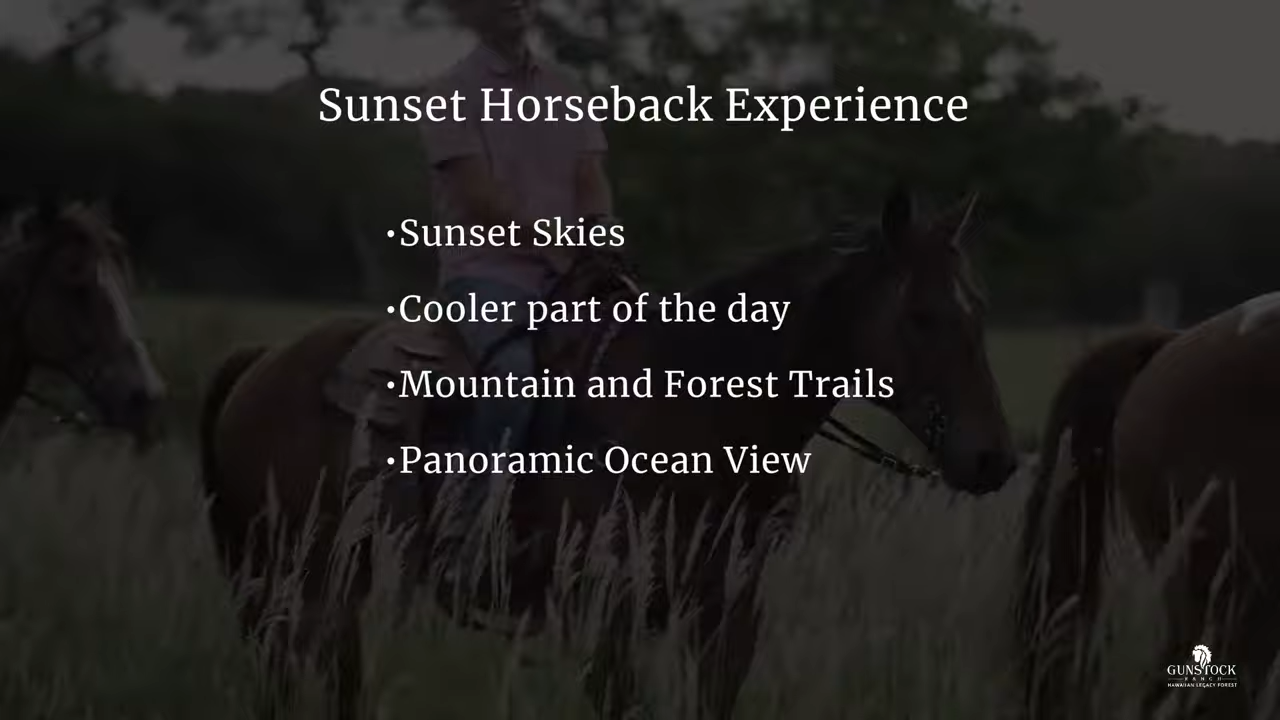 Sunset Horseback Experience
•Sunset Skies
•Cooler part of the day
•Mountain and Forest Trails
•Panoramic Ocean View
GUNSTOCK
RANCH
HAWAIIAN LEGACY FOREST